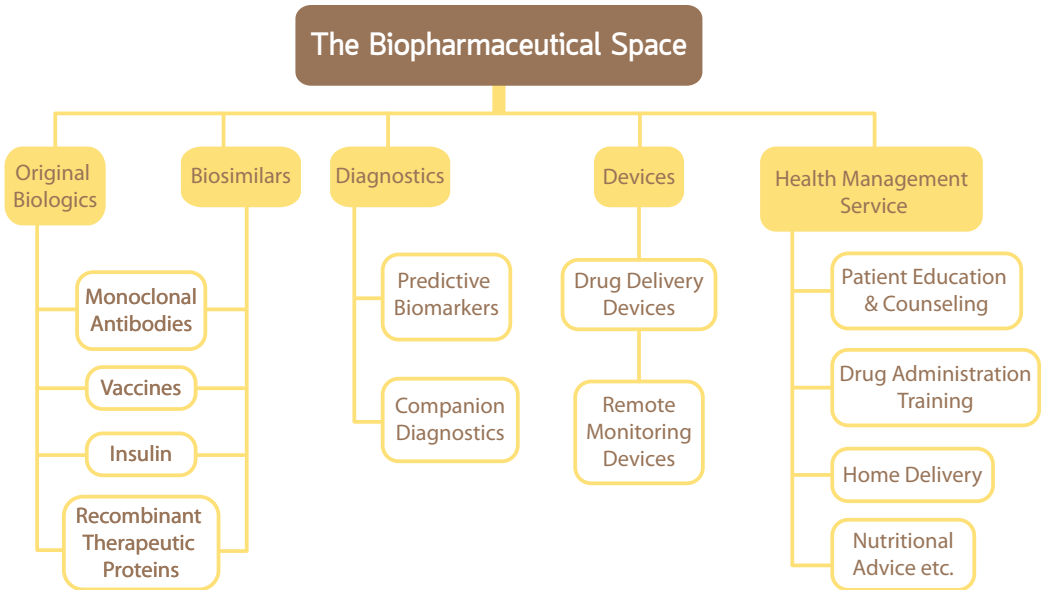 The Biopharmaceutical Space
Original
Biologics
Biosimilars
Diagnostics
Devices
Health Management
Service
Monoclonal
Antibodies
Vaccines
Insulin
Recombinant
Therapeutic
Proteins
Predictive
Biomarkers
Companion
Diagnostics
Drug Delivery
Devices
Remote
Monitoring
Devices
Patient Education
& Counseling
Drug Administration
Training
Home Delivery
Nutritional
Advice etc.